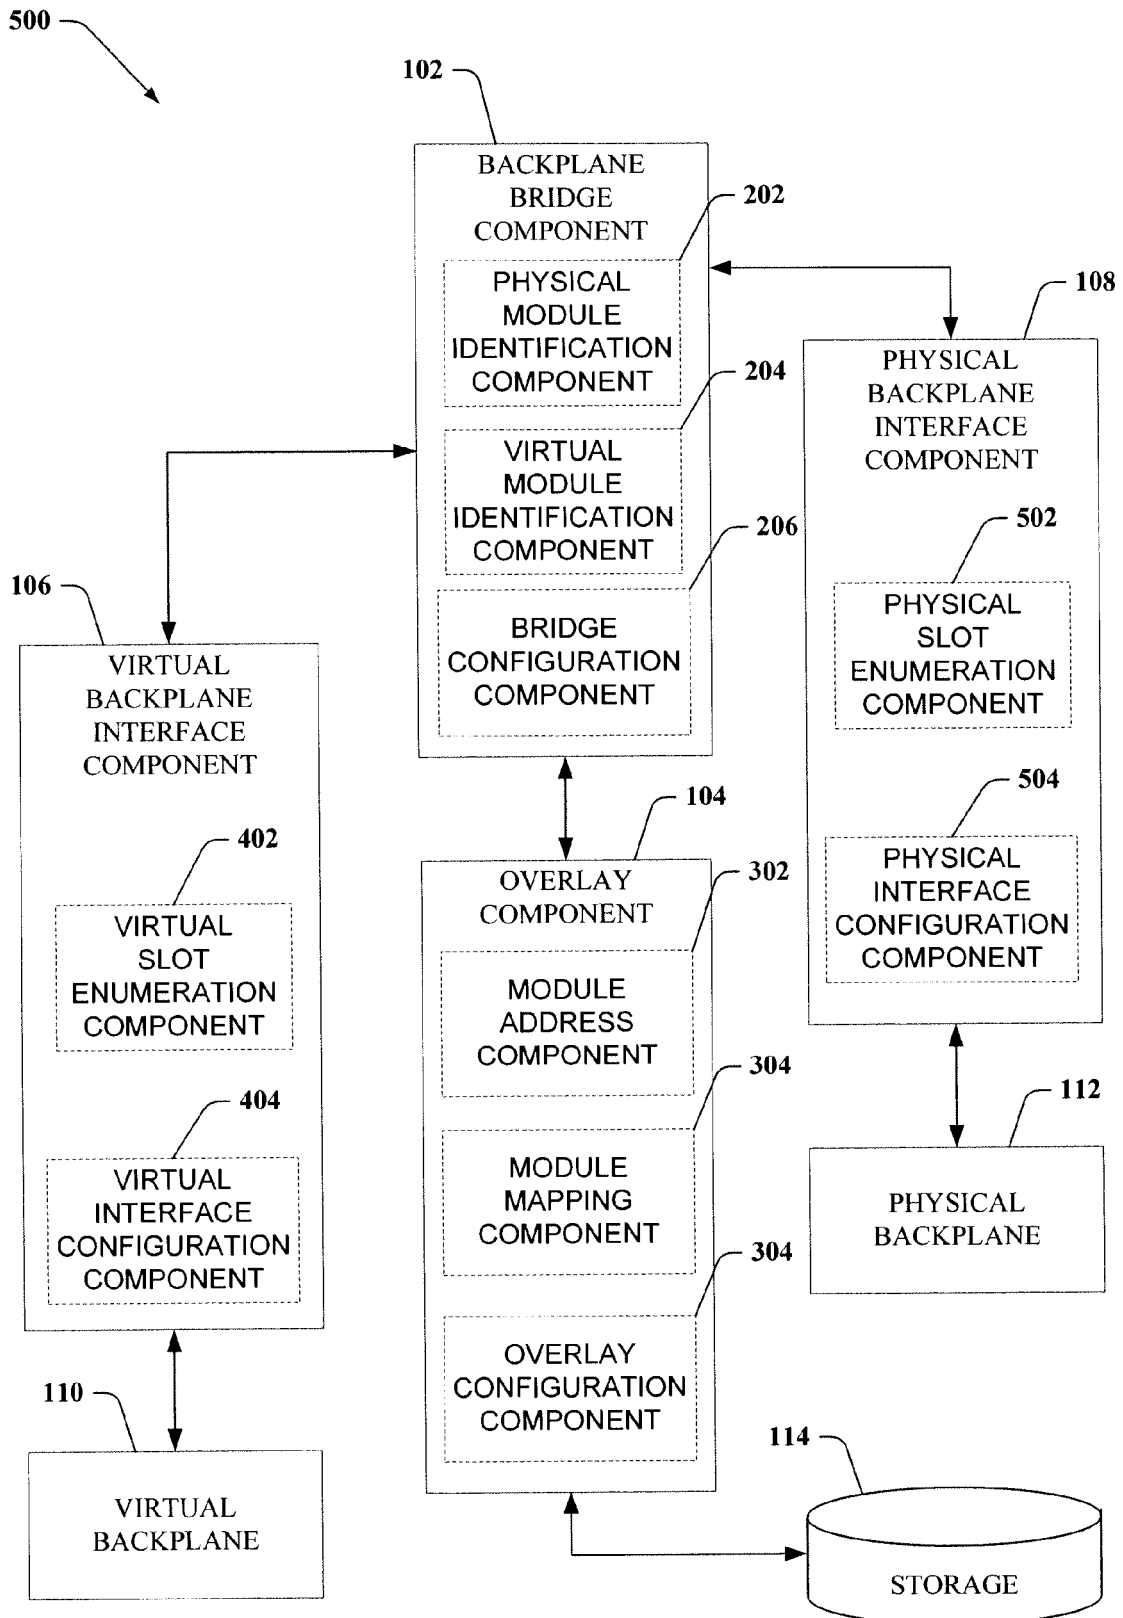 500
102
BACKPLANE
BRIDGE
COMPONENT
202
PHYSICAL
MODULE
IDENTIFICATION
COMPONENT
204
VIRTUAL
MODULE
IDENTIFICATION
COMPONENT
206
BRIDGE
CONFIGURATION
COMPONENT
108
PHYSICAL
BACKPLANE
INTERFACE
COMPONENT
502
PHYSICAL
SLOT
ENUMERATION
COMPONENT
504
PHYSICAL
INTERFACE
CONFIGURATION
COMPONENT
106
VIRTUAL
BACKPLANE
INTERFACE
COMPONENT
402
VIRTUAL
SLOT
ENUMERATION
COMPONENT
404
VIRTUAL
INTERFACE
CONFIGURATION
COMPONENT
104
OVERLAY
COMPONENT
302
MODULE
ADDRESS
COMPONENT
304
MODULE
MAPPING
COMPONENT
304
OVERLAY
CONFIGURATION
COMPONENT
112
PHYSICAL
BACKPLANE
110
VIRTUAL
BACKPLANE
114
STORAGE